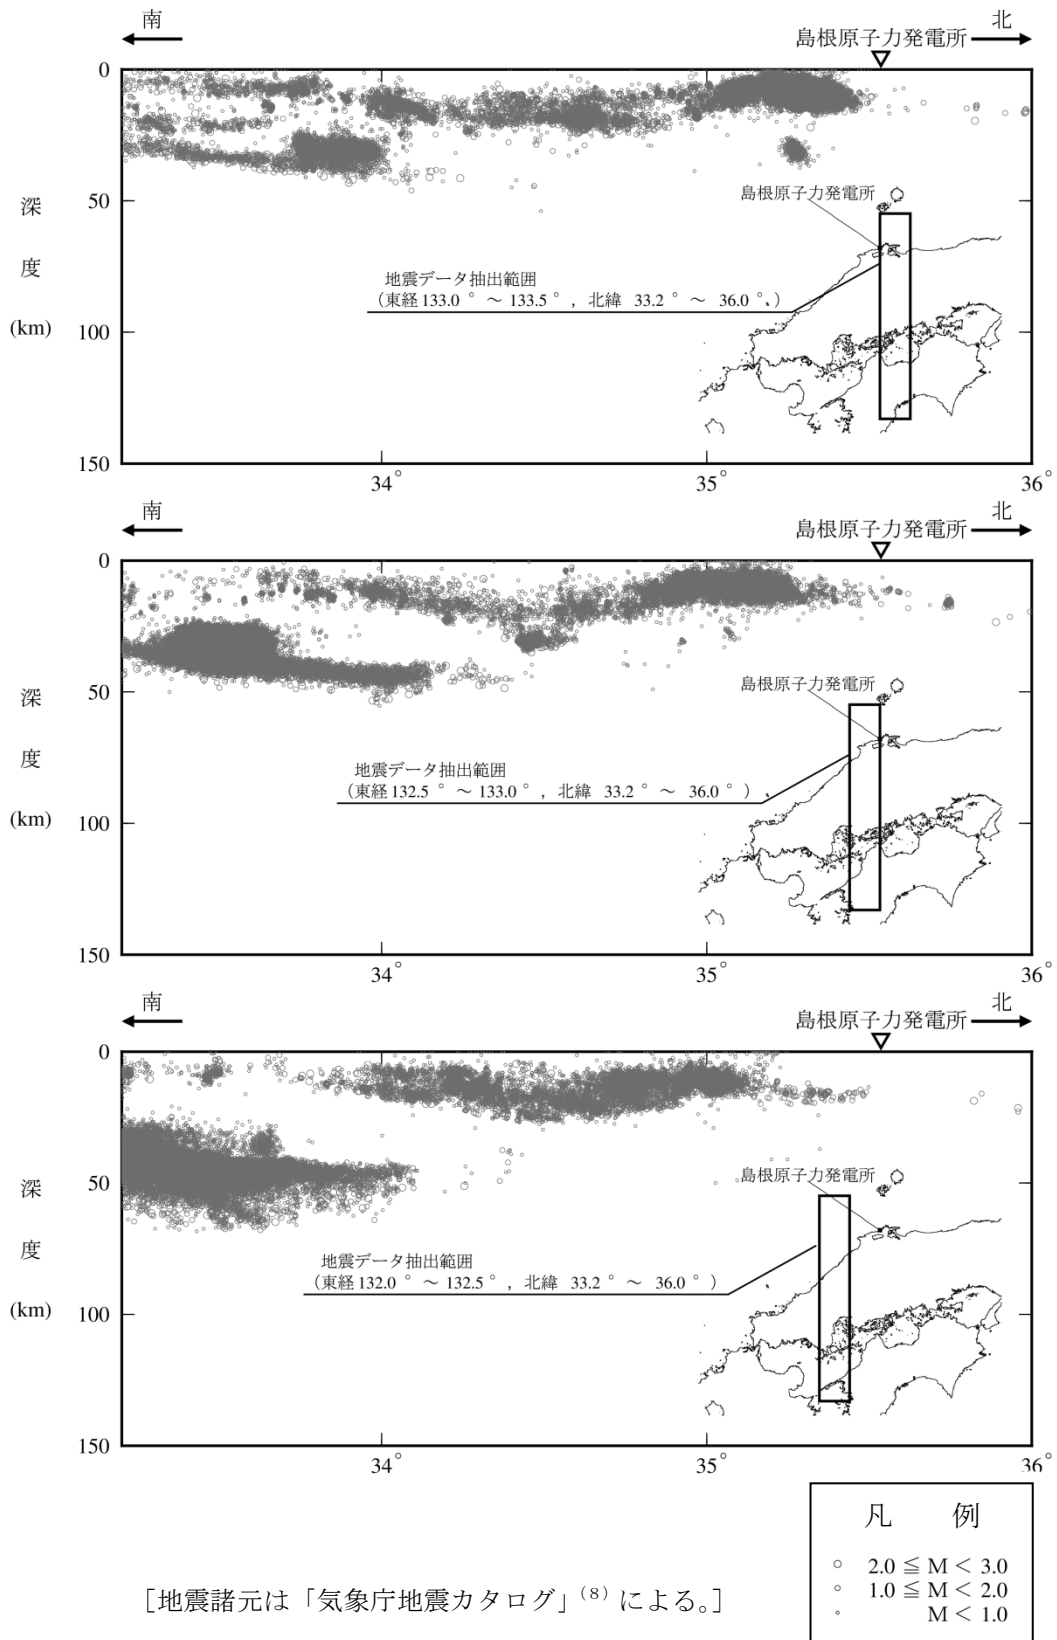 南 北
島根原子力発電所
0
50
100
150
深
度
(km)
島根原子力発電所
地震データ抽出範囲
(東経 133.0 ° ～ 133.5 ° , 北緯 33.2 ° ～ 36.0 ° )
34° 35° 36°
南 北
島根原子力発電所
0
50
100
150
深
度
(km)
島根原子力発電所
地震データ抽出範囲
(東経 132.5 ° ～ 133.0 ° , 北緯 33.2 ° ～ 36.0 ° )
34° 35° 36°
南 北
島根原子力発電所
0
50
100
150
深
度
(km)
島根原子力発電所
地震データ抽出範囲
(東経 132.0 ° ～ 132.5 ° , 北緯 33.2 ° ～ 36.0 ° )
34° 35° 36°
凡 例
2.0 ≦ M < 3.0
1.0 ≦ M < 2.0
M < 1.0
[地震諸元は「気象庁地震カタログ」(8) による。]